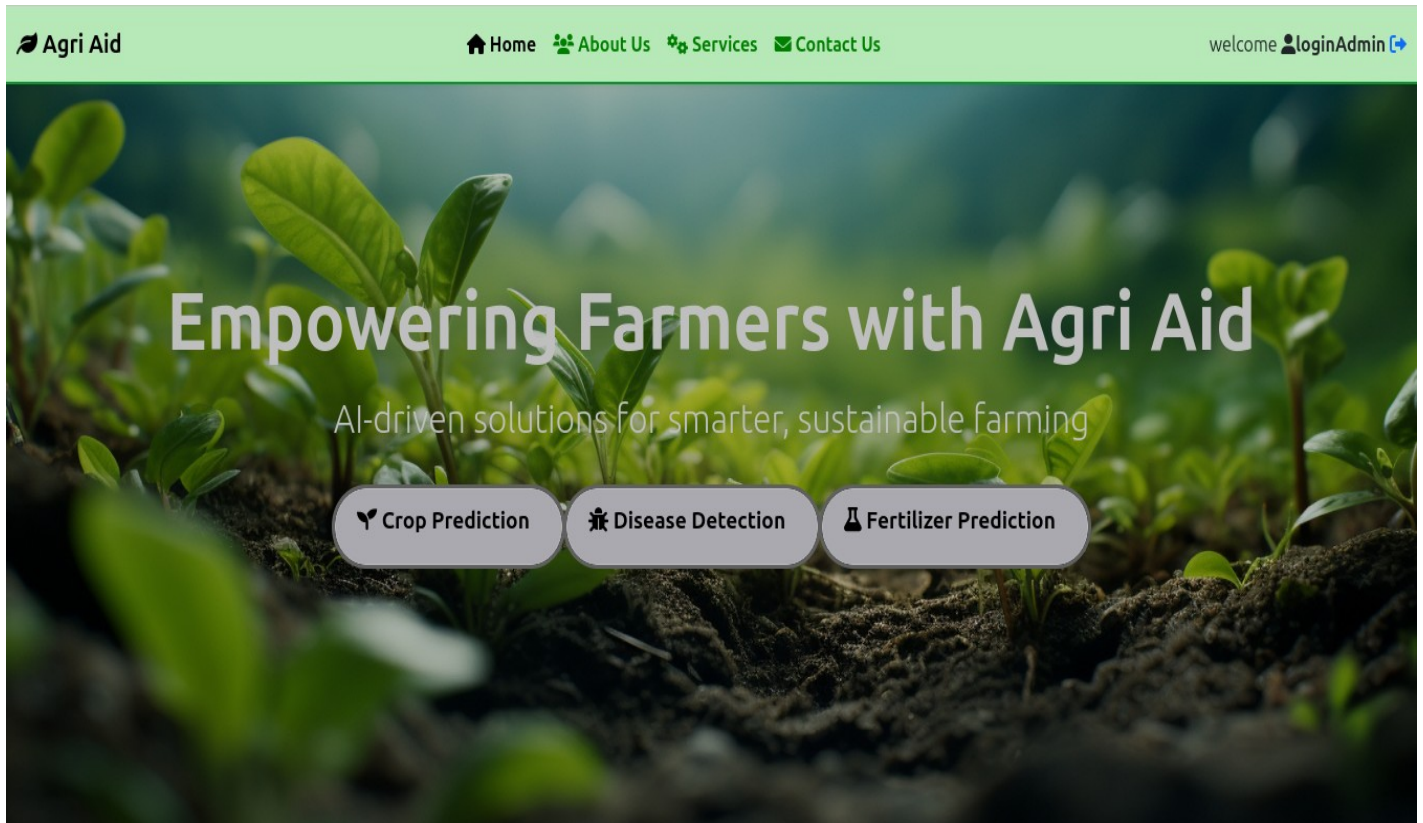 Agri Aid
Home About Us Services Contact Us
welcome loginAdmin
Empowering Farmers with Agri Aid
AI-driven solutions for smarter, sustainable farming
Crop Prediction Disease Detection Fertilizer Prediction